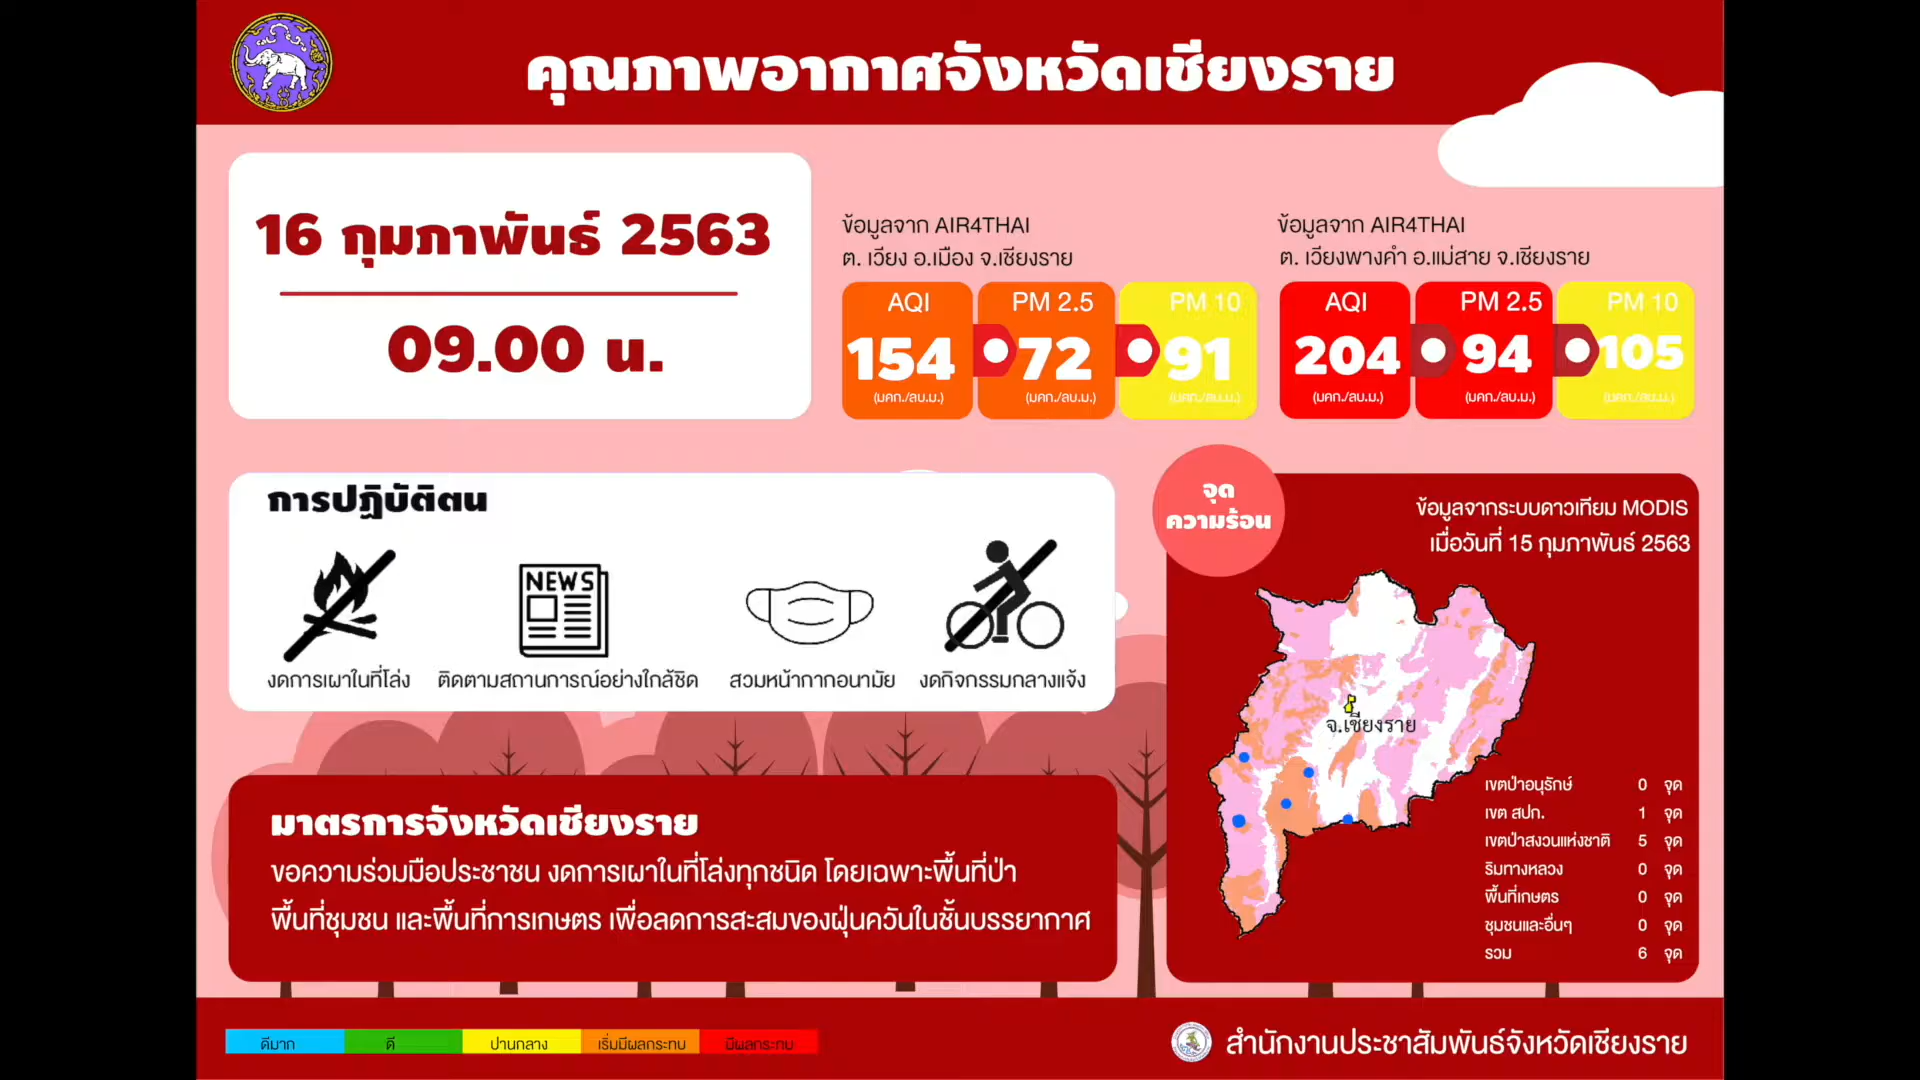 คุณภาพอากาศจังหวัดเชียงราย
16 กุมภาพันธ์ 2563
09.00 น.
ข้อมูลจาก AIR4THAI
ต. เวียง อ.เมือง จ.เชียงราย
AQI
154
(มคก./ลบ.ม.)
PM 2.5
72
(มคก./ลบ.ม.)
PM 10
91
(มคก./ลบ.ม.)
ข้อมูลจาก AIR4THAI
ต. เวียงพางคำ อ.แม่สาย จ.เชียงราย
AQI
204
(มคก./ลบ.ม.)
PM 2.5
94
(มคก./ลบ.ม.)
PM 10
105
(มคก./ลบ.ม.)
การปฏิบัติตน
NEWS
งดการเผาในที่โล่ง
ติดตามสถานการณ์อย่างใกล้ชิด
สวมหน้ากากอนามัย
งดกิจกรรมกลางแจ้ง
จุด
ความร้อน
ข้อมูลจากระบบดาวเทียม MODIS
เมื่อวันที่ 15 กุมภาพันธ์ 2563
จ.เชียงราย
เขตป่าอนุรักษ์ 0 จุด
เขต สปก. 1 จุด
เขตป่าสงวนแห่งชาติ 5 จุด
ริมทางหลวง 0 จุด
พื้นที่เกษตร 0 จุด
ชุมชนและอื่นๆ 0 จุด
รวม 6 จุด
มาตรการจังหวัดเชียงราย
ขอความร่วมมือประชาชน งดการเผาในที่โล่งทุกชนิด โดยเฉพาะพื้นที่ป่า
พื้นที่ชุมชน และพื้นที่การเกษตร เพื่อลดการสะสมของฝุ่นควันในชั้นบรรยากาศ
ดีมาก
ดี
ปานกลาง
เริ่มมีผลกระทบ
มีผลกระทบ
สำนักงานประชาสัมพันธ์จังหวัดเชียงราย